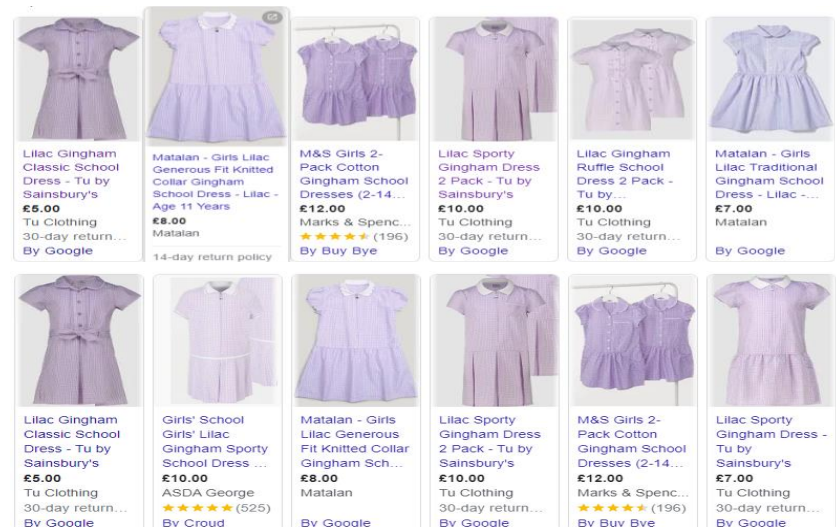 Lilac Gingham
Classic School
Dress - Tu by
Sainsbury's
£5.00
Tu Clothing
30-day return...
By Google
Matalan - Girls Lilac
Generous Fit Knitted
Collar Gingham
School Dress - Lilac -
Age 11 Years
£8.00
Matalan
14-day return policy
M&S Girls 2-
Pack Cotton
Gingham School
Dresses (2-14...
£12.00
Marks & Spenc...
(196)
By Buy Bye
Lilac Sporty
Gingham Dress
2 Pack - Tu by
Sainsbury's
£10.00
Tu Clothing
30-day return...
By Google
Lilac Gingham
Ruffle School
Dress 2 Pack -
Tu by...
£10.00
Tu Clothing
30-day return...
By Google
Matalan - Girls
Lilac Traditional
Gingham School
Dress - Lilac -...
£7.00
Matalan
By Google
Lilac Gingham
Classic School
Dress - Tu by
Sainsbury's
£5.00
Tu Clothing
30-day return...
By Google
Girls' School
Girls' Lilac
Gingham Sporty
School Dress ...
£10.00
ASDA George
(525)
By Croud
Matalan - Girls
Lilac Generous
Fit Knitted Collar
Gingham Sch...
£8.00
Matalan
By Google
Lilac Sporty
Gingham Dress
2 Pack - Tu by
Sainsbury's
£10.00
Tu Clothing
30-day return...
By Google
M&S Girls 2-
Pack Cotton
Gingham School
Dresses (2-14...
£12.00
Marks & Spenc...
(196)
By Buy Bye
Lilac Sporty
Gingham Dress -
Tu by
Sainsbury's
£7.00
Tu Clothing
30-day return...
By Google